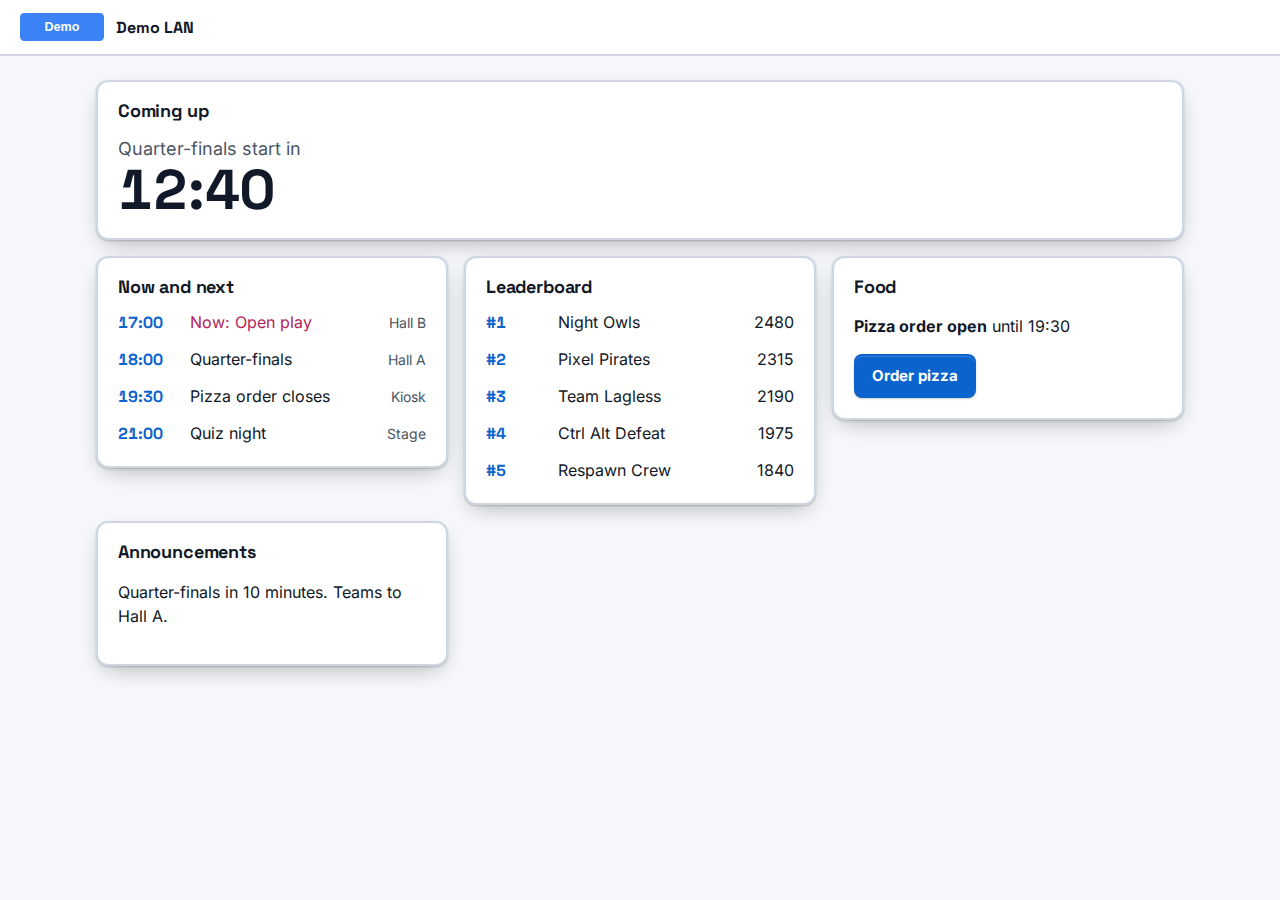 Demo
Demo LAN
Coming up
Quarter-finals start in
12:40
Now and next
17:00 Now: Open play Hall B
18:00 Quarter-finals Hall A
19:30 Pizza order closes Kiosk
21:00 Quiz night Stage
Leaderboard
#1 Night Owls 2480
#2 Pixel Pirates 2315
#3 Team Lagless 2190
#4 Ctrl Alt Defeat 1975
#5 Respawn Crew 1840
Food
Pizza order open until 19:30
Order pizza
Announcements
Quarter-finals in 10 minutes. Teams to
Hall A.